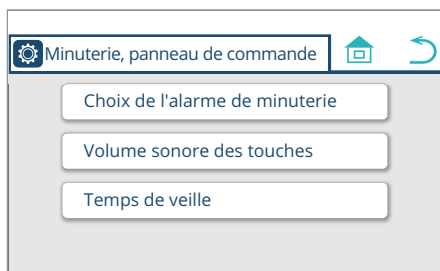 Minuterie, panneau de commande
Choix de l'alarme de minuterie
Volume sonore des touches
Temps de veille